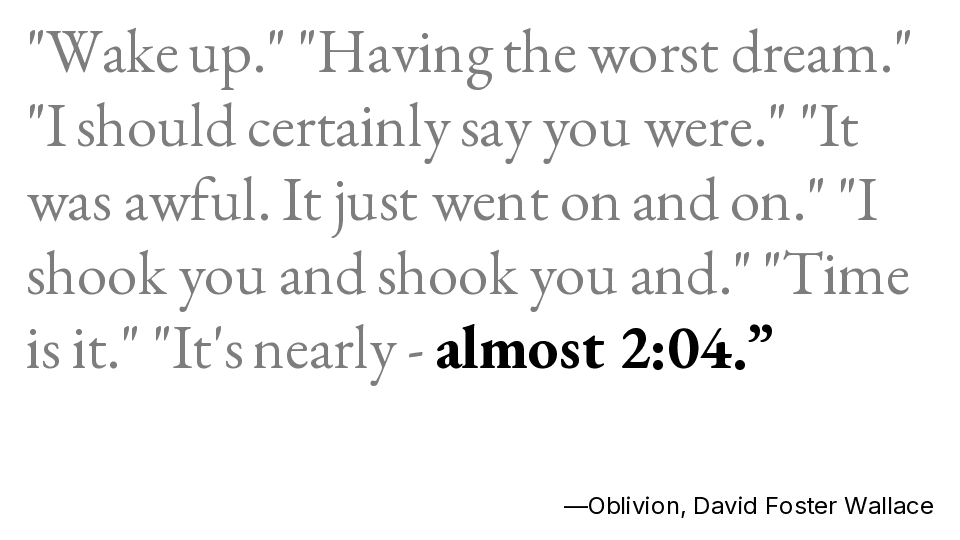 "Wake up." "Having the worst dream."
"I should certainly say you were." "It
was awful. It just went on and on." "I
shook you and shook you and." "Time
is it." "It's nearly - almost 2:04.”
—Oblivion, David Foster Wallace